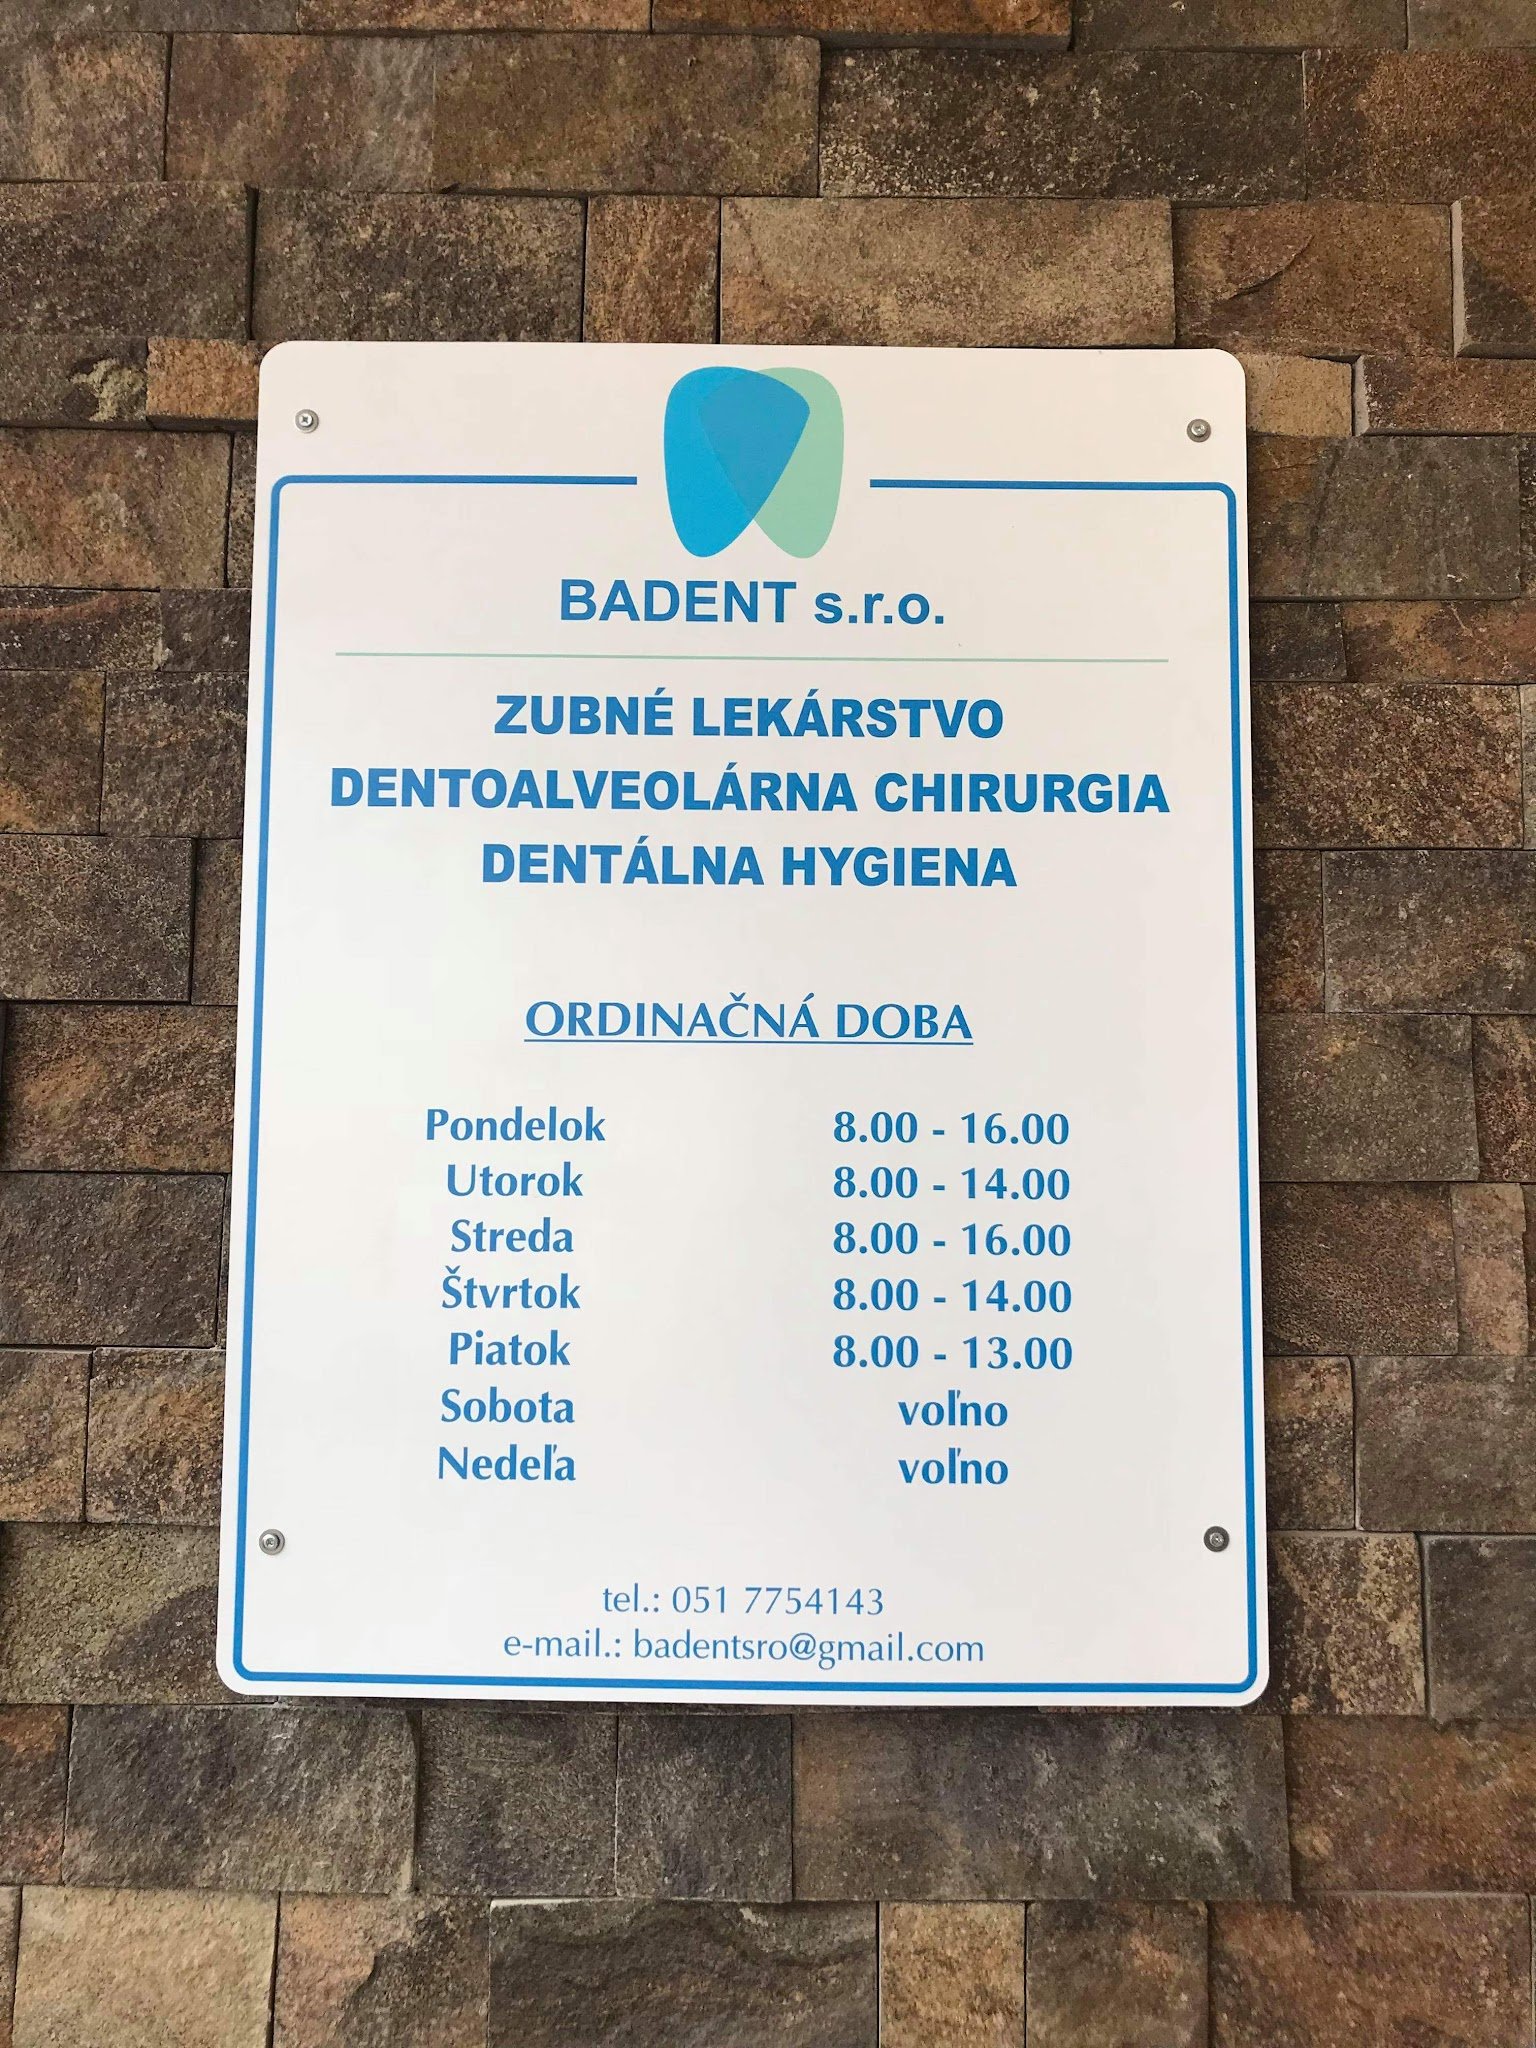 BADENT s.r.o.
ZUBNÉ LEKÁRSTVO
DENTOALVEOLÁRNA CHIRURGIA
DENTÁLNA HYGIENA
ORDINAČNÁ DOBA
Pondelok 8.00 - 16.00
Utorok 8.00 - 14.00
Streda 8.00 - 16.00
Štvrtok 8.00 - 14.00
Piatok 8.00 - 13.00
Sobota voľno
Nedeľa voľno
tel.: 051 7754143
e-mail.: badentsro@gmail.com